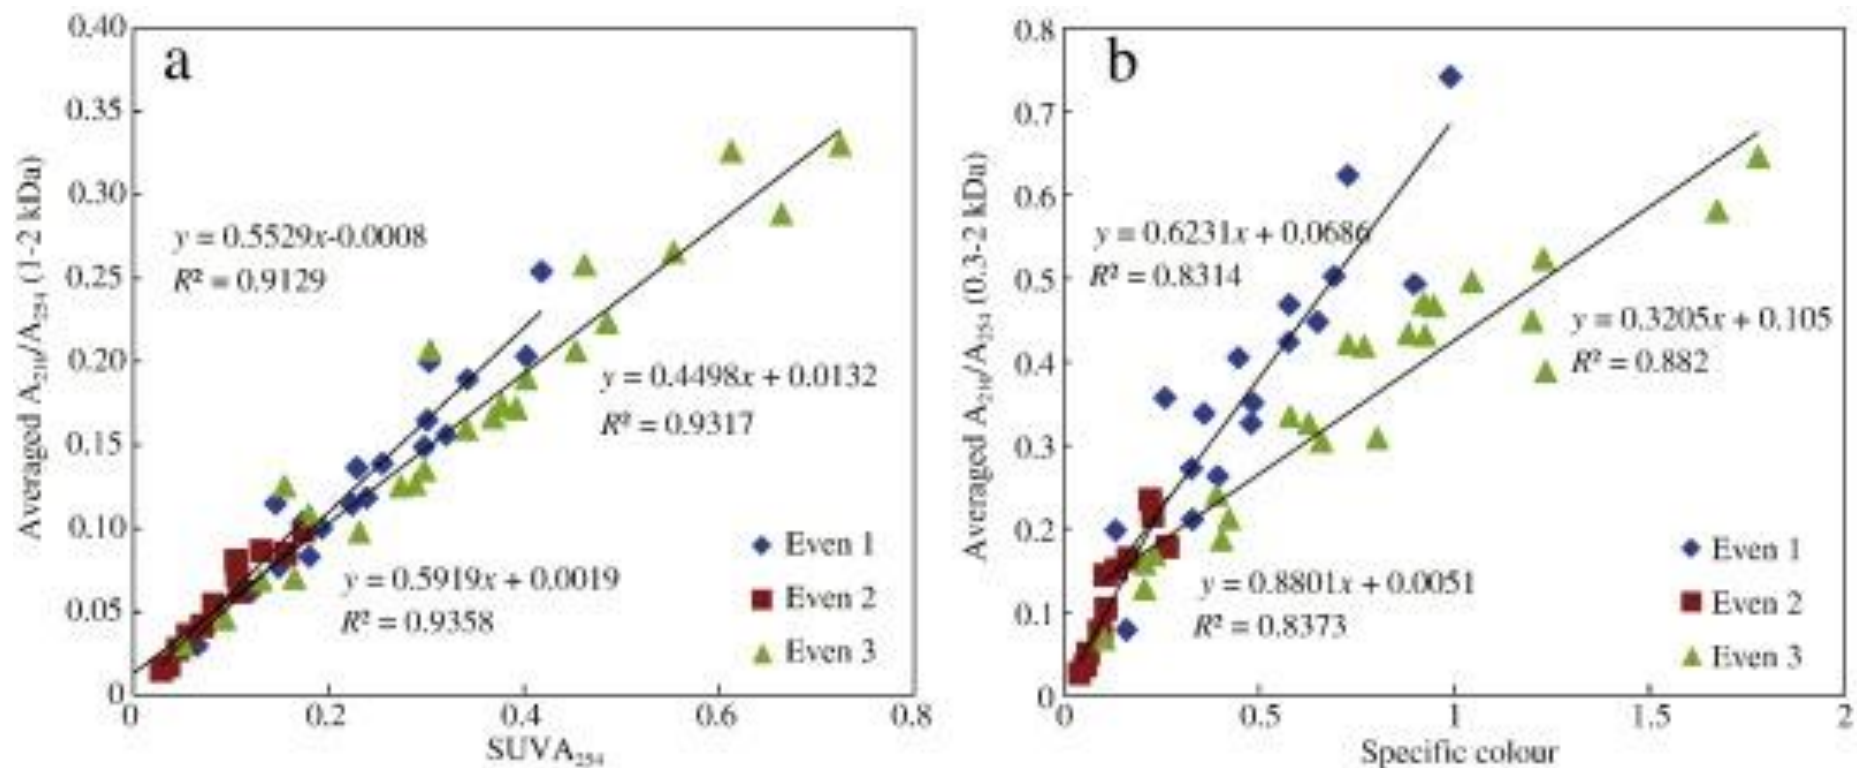 a
0.40
0.35
0.30
0.25
0.20
0.15
0.10
0.05
0
0
0.2
0.4
0.6
0.8
Averaged A₂₁₀/A₂₅₄ (1-2 kDa)
SUVA₂₅₄
y = 0.5529x-0.0008
R² = 0.9129
y = 0.4498x + 0.0132
R² = 0.9317
y = 0.5919x + 0.0019
R² = 0.9358
Even 1
Even 2
Even 3
b
0.8
0.7
0.6
0.5
0.4
0.3
0.2
0.1
0
0
0.5
1
1.5
2
Averaged A₂₁₀/A₂₅₄ (0.3-2 kDa)
Specific colour
y = 0.6231x + 0.0686
R² = 0.8314
y = 0.3205x + 0.105
R² = 0.882
y = 0.8801x + 0.0051
R² = 0.8373
Even 1
Even 2
Even 3